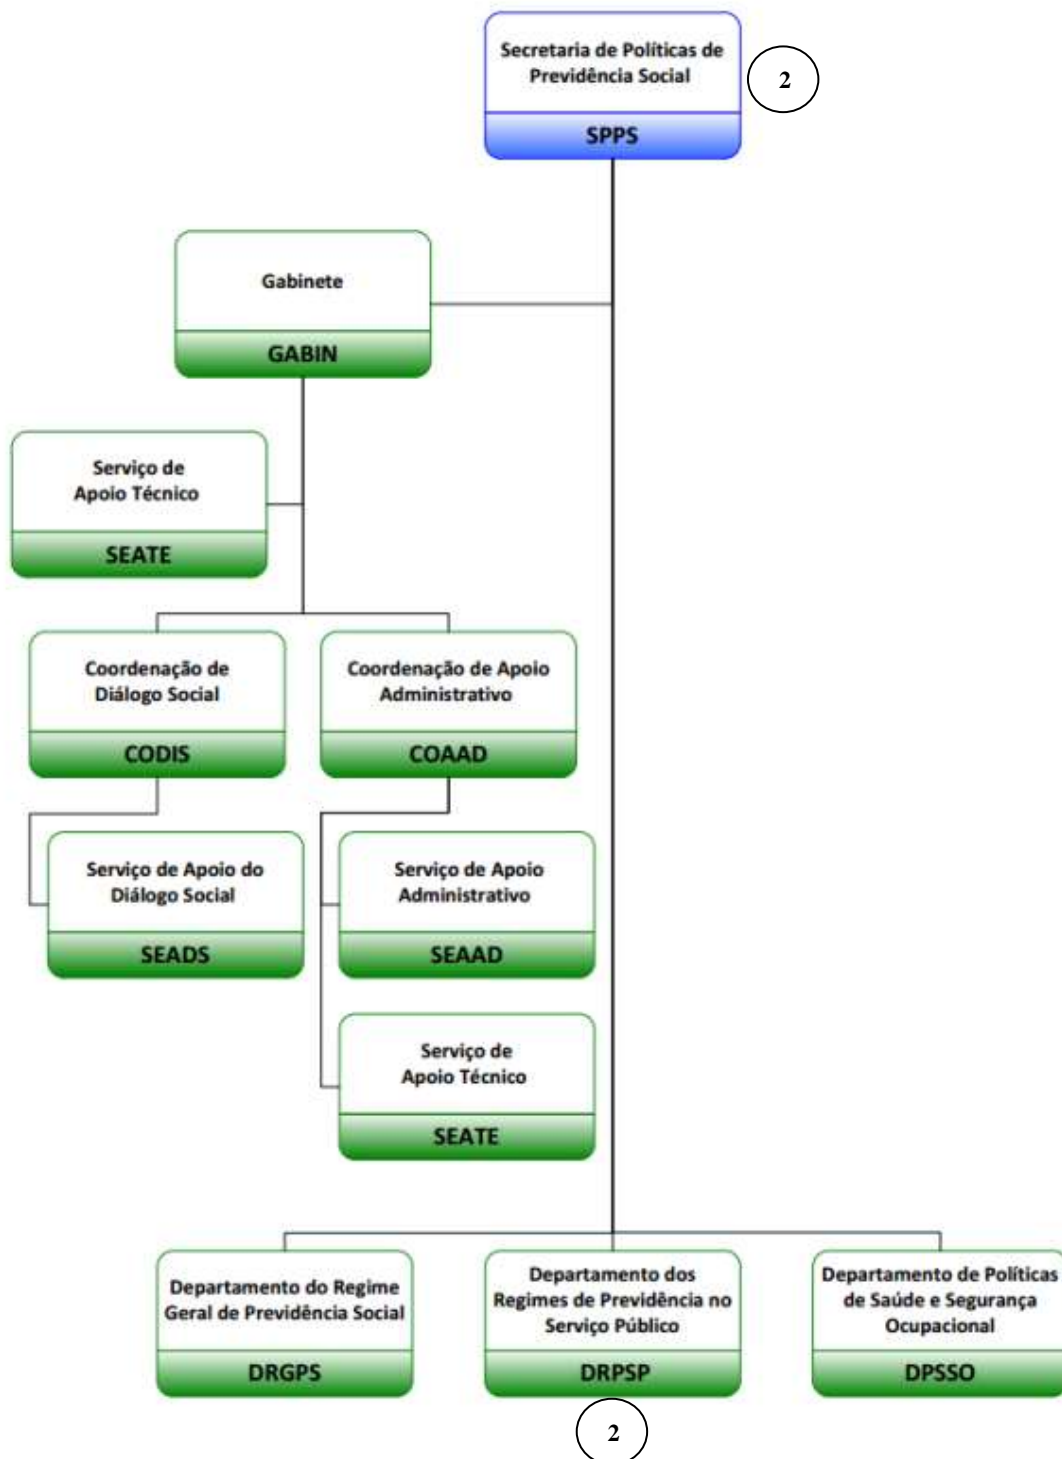 Secretaria de Políticas de
Previdência Social
2
SPPS
Gabinete
GABIN
Serviço de
Apoio Técnico
SEATE
Coordenação de
Diálogo Social
CODIS
Coordenação de Apoio
Administrativo
COAAD
Serviço de Apoio do
Diálogo Social
SEADS
Serviço de Apoio
Administrativo
SEAAD
Serviço de
Apoio Técnico
SEATE
Departamento do Regime
Geral de Previdência Social
DRGPS
Departamento dos
Regimes de Previdência no
Serviço Público
DRPSP
Departamento de Políticas
de Saúde e Segurança
Ocupacional
DPSSO
2